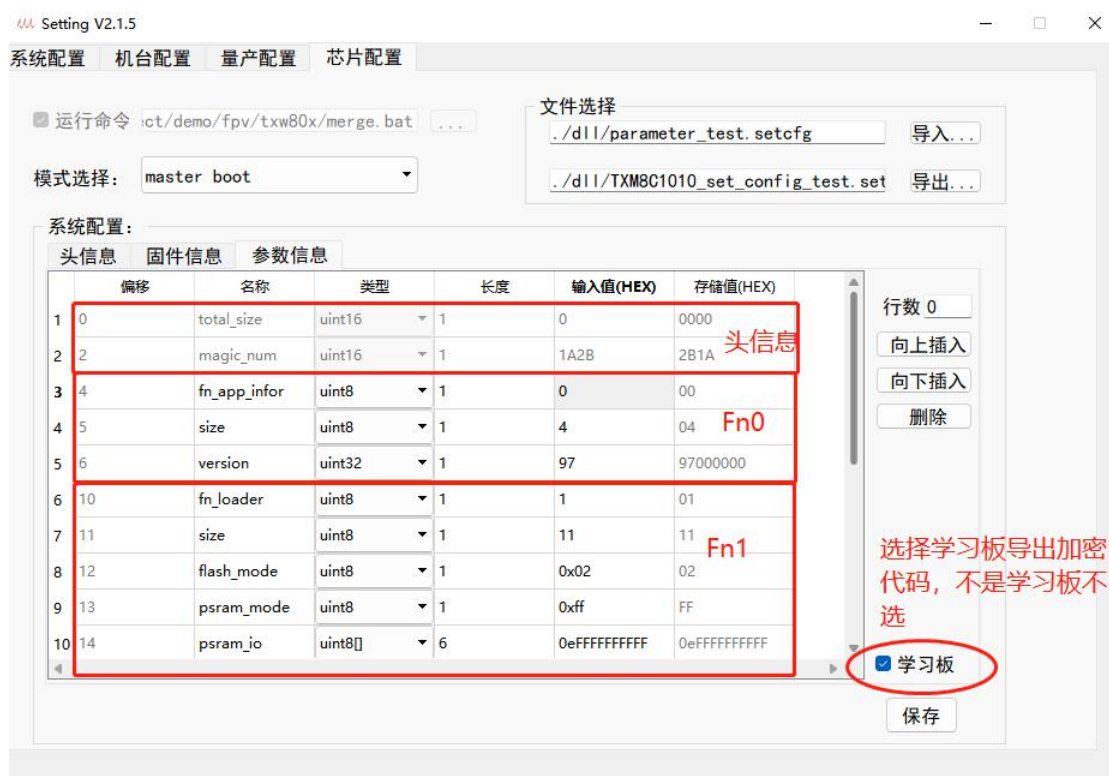 Setting V2.1.5
系统配置 机台配置 量产配置 芯片配置
运行命令 ect/demo/fpv/txw80x/merge.bat ...
文件选择
./dll/parameter_test.setcfg 导入...
模式选择: master boot
./dll/TXM8C1010_set_config_test.set 导出...
系统配置:
头信息 固件信息 参数信息
偏移 名称 类型 长度 输入值(HEX) 存储值(HEX)
1 0 total_size uint16 1 0 0000
2 2 magic_num uint16 1 1A2B 2B1A
头信息
3 4 fn_app_infor uint8 1 0 00
4 5 size uint8 1 4 04
Fn0
5 6 version uint32 1 97 97000000
6 10 fn_loader uint8 1 1 01
7 11 size uint8 1 11 11
Fn1
8 12 flash_mode uint8 1 0x02 02
9 13 psram_mode uint8 1 0xff FF
10 14 psram_io uint8[] 6 0eFFFFFFFFFF 0eFFFFFFFFFF
行数 0
向上插入
向下插入
删除
选择学习板导出加密
代码，不是学习板不
选
学习板
保存